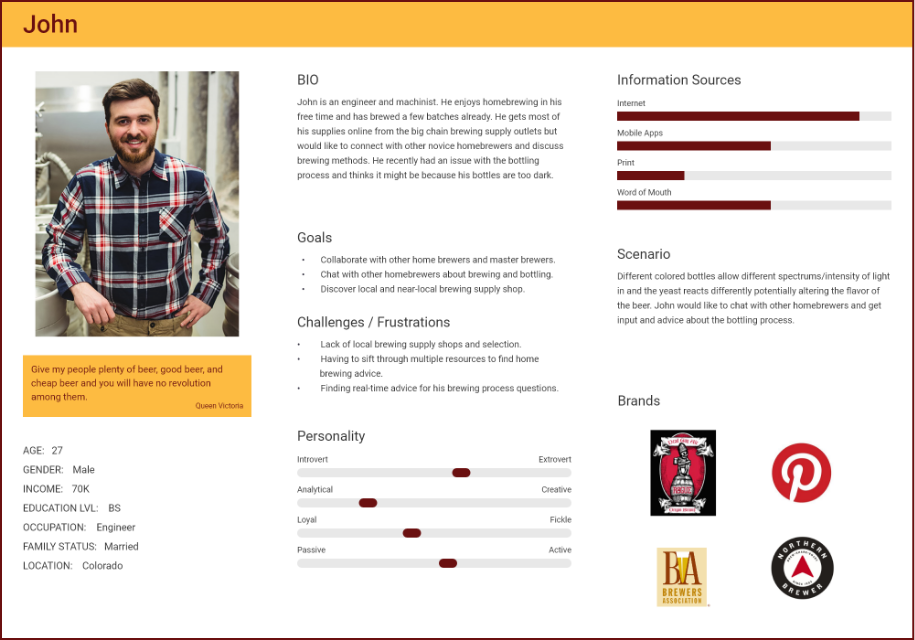 John
Give my people plenty of beer, good beer, and
cheap beer and you will have no revolution
among them.
Queen Victoria
AGE: 27
GENDER: Male
INCOME: 70K
EDUCATION LVL: BS
OCCUPATION: Engineer
FAMILY STATUS: Married
LOCATION: Colorado
BIO
John is an engineer and machinist. He enjoys homebrewing in his
free time and has brewed a few batches already. He gets most of
his supplies online from the big chain brewing supply outlets but
would like to connect with other novice homebrewers and discuss
brewing methods. He recently had an issue with the bottling
process and thinks it might be because his bottles are too dark.
Goals
• Collaborate with other home brewers and master brewers.
• Chat with other homebrewers about brewing and bottling.
• Discover local and near-local brewing supply shop.
Challenges / Frustrations
• Lack of local brewing supply shops and selection.
• Having to sift through multiple resources to find home
brewing advice.
• Finding real-time advice for his brewing process questions.
Personality
Introvert Extrovert
Analytical Creative
Loyal Fickle
Passive Active
Information Sources
Internet
Mobile Apps
Print
Word of Mouth
Scenario
Different colored bottles allow different spectrums/intensity of light
in and the yeast reacts differently potentially altering the flavor of
the beer. John would like to chat with other homebrewers and get
input and advice about the bottling process.
Brands
BA
BREWERS
ASSOCIATION
NORTHERN
BREWER